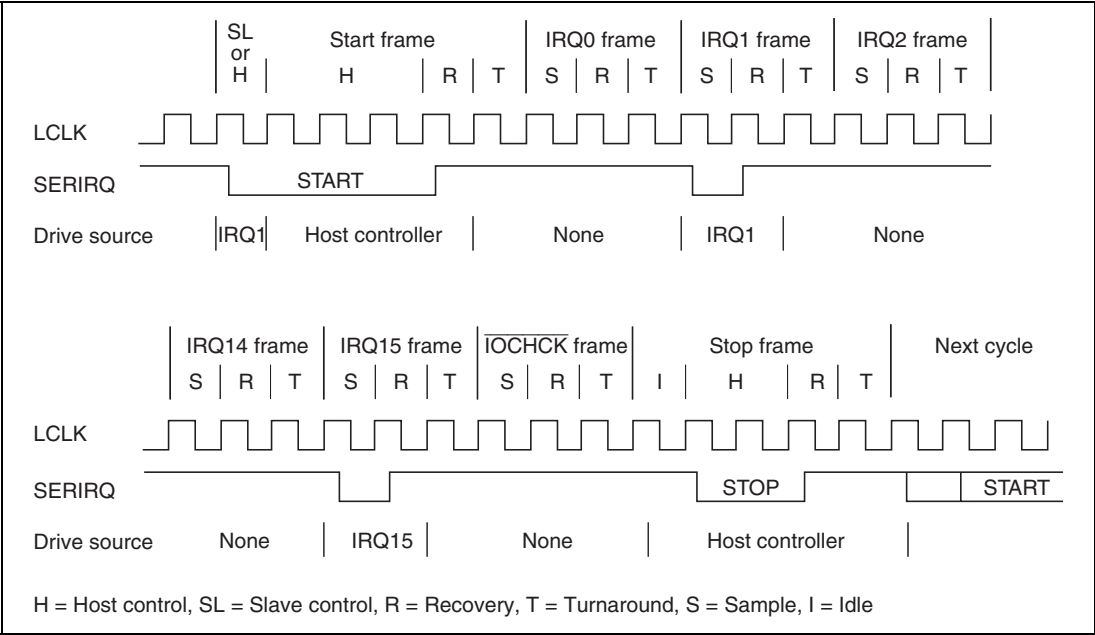 SL or H
Start frame IRQ0 frame IRQ1 frame IRQ2 frame
H R T S R T S R T S R T
LCLK
SERIRQ START
Drive source IRQ1 Host controller None IRQ1 None
IRQ14 frame IRQ15 frame IOCHCK frame Stop frame Next cycle
S R T S R T S R T I H R T
LCLK
SERIRQ STOP START
Drive source None IRQ15 None Host controller
H = Host control, SL = Slave control, R = Recovery, T = Turnaround, S = Sample, I = Idle